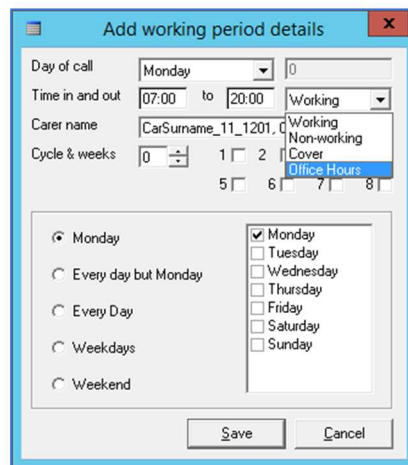 Add working period details
x
Day of call Monday 0
Time in and out 07:00 to 20:00 Working
Working
Non-working
Cover
Office Hours
Carer name CarSurname_11_1201,
Cycle & weeks 0 1 2
5 6 7 8
Monday
Every day but Monday
Every Day
Weekdays
Weekend
Monday
Tuesday
Wednesday
Thursday
Friday
Saturday
Sunday
Save Cancel